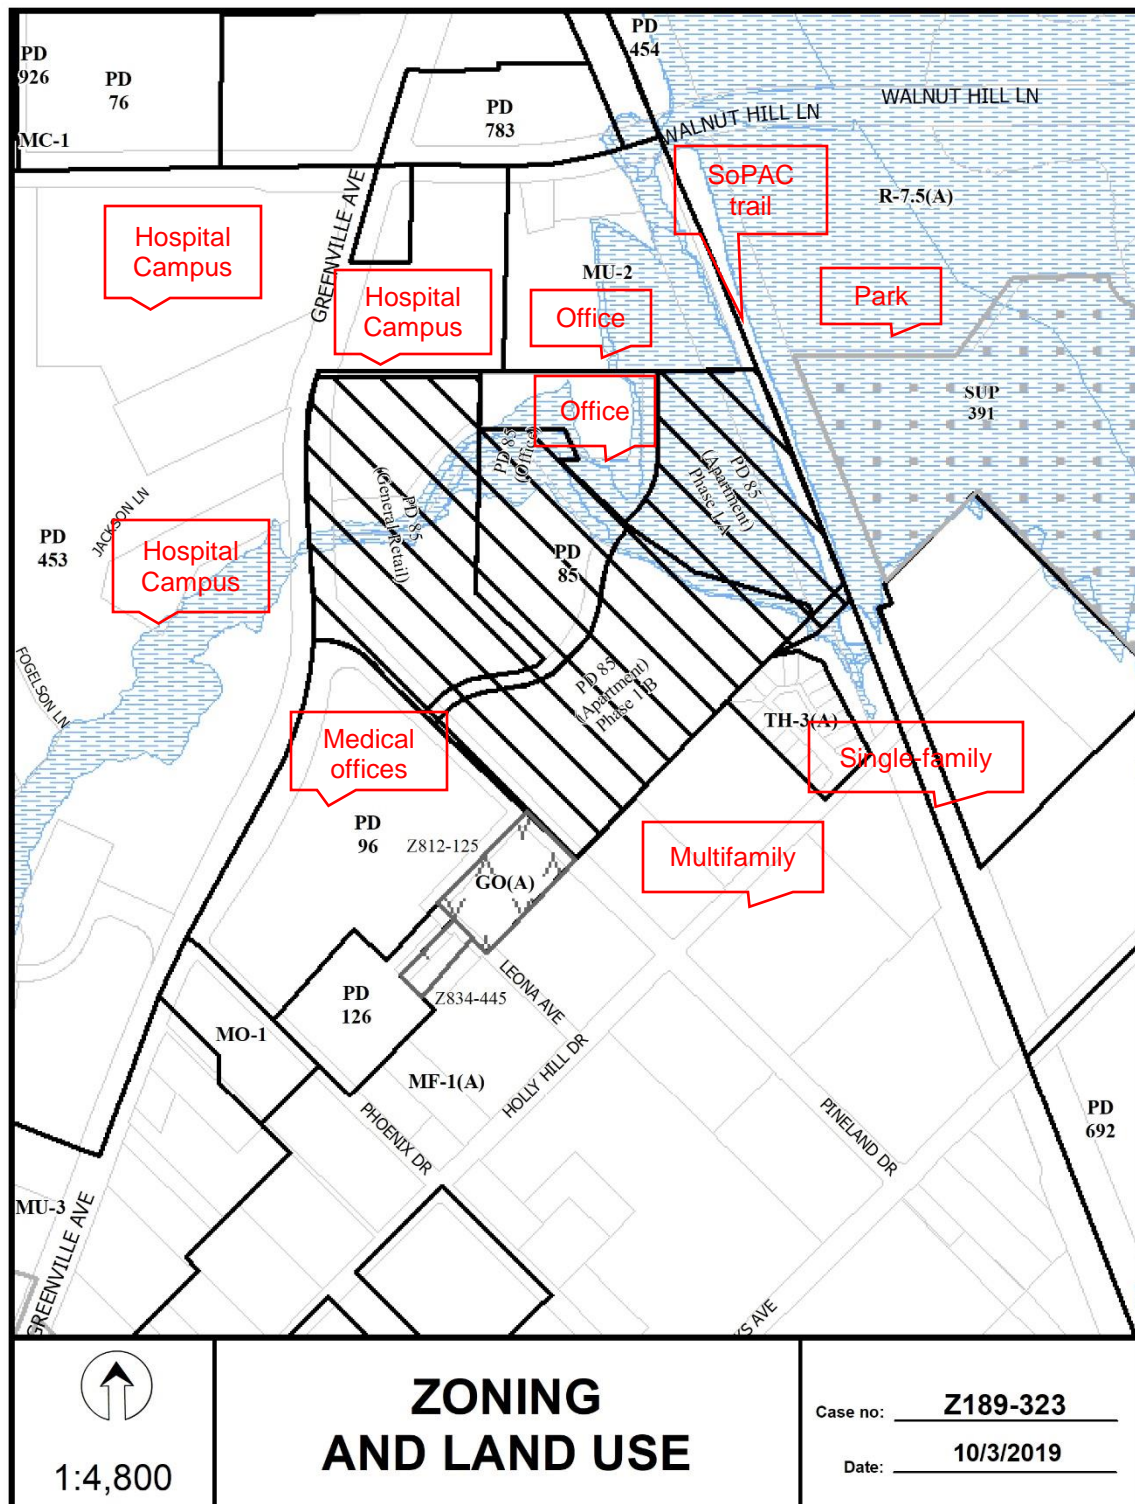 PD
454
PD
926
PD
76
PD
783
WALNUT HILL LN
WALNUT HILL LN
MC-1
SoPAC
trail
R-7.5(A)
GREENVILLE AVE
Hospital
Campus
MU-2
Hospital
Campus
Office
Park
Office
SUP
391
PD 85
(Office)
PD 85
(Apartment)
PD 85
(General Retail)
JACKSON LN
PD
453
Hospital
Campus
PD
85
FOGELSON LN
PD 85
(Apartment)
TH-3(A)
Medical
offices
Single-family
PD
96
Z812-125
Multifamily
GO(A)
LEONA AVE
PD
126
Z834-445
MO-1
HOLLY HILL DR
MF-1(A)
PHOENIX DR
PINELAND DR
PD
692
MU-3
GREENVILLE AVE
KS AVE
1:4,800
ZONING
AND LAND USE
Case no: Z189-323
Date: 10/3/2019